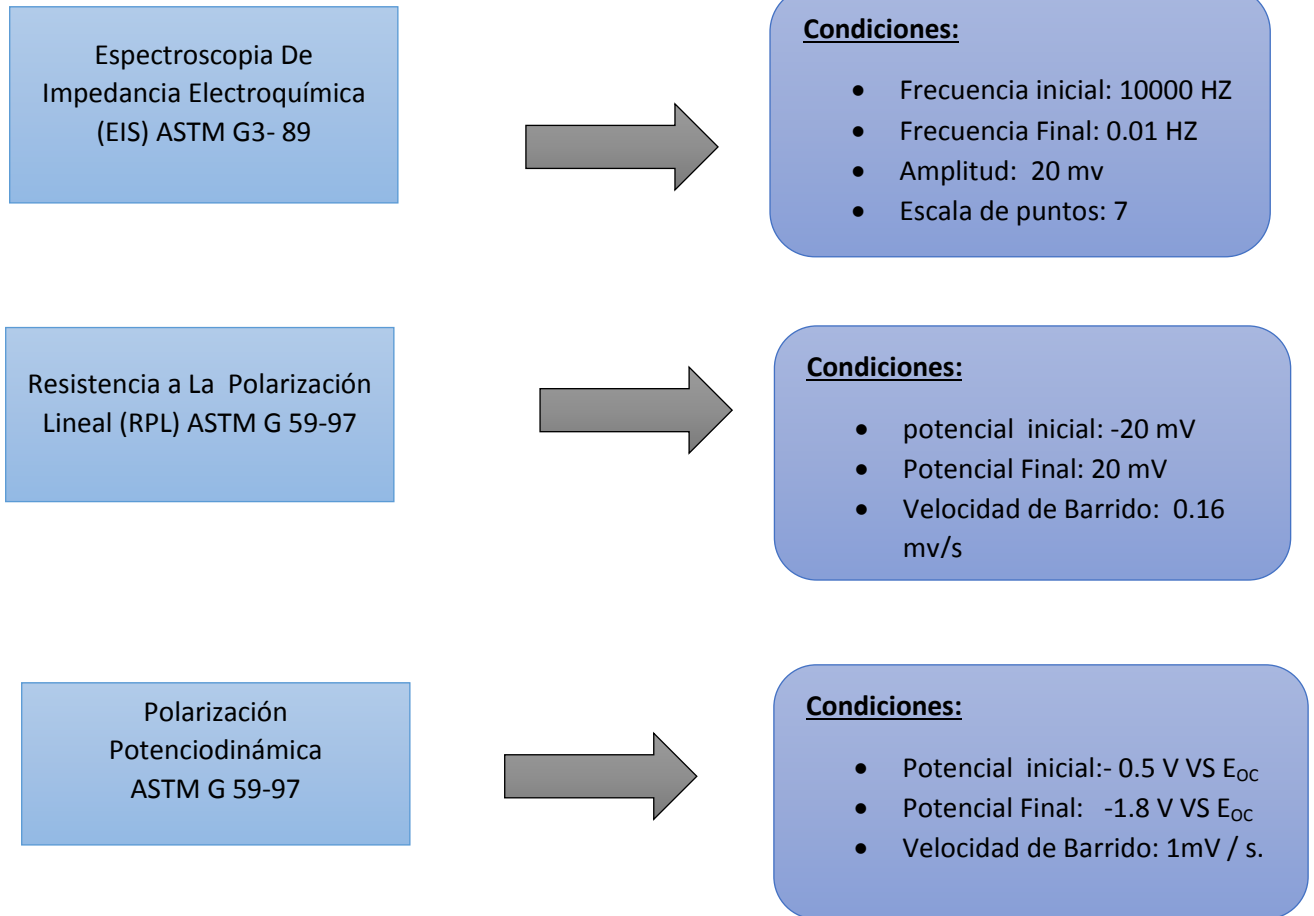 Espectroscopia De
Impedancia Electroquímica
(EIS) ASTM G3- 89
Condiciones:
• Frecuencia inicial: 10000 HZ
• Frecuencia Final: 0.01 HZ
• Amplitud: 20 mv
• Escala de puntos: 7
Resistencia a La Polarización
Lineal (RPL) ASTM G 59-97
Condiciones:
• potencial inicial: -20 mV
• Potencial Final: 20 mV
• Velocidad de Barrido: 0.16
mv/s
Polarización
Potenciodinámica
ASTM G 59-97
Condiciones:
• Potencial inicial:- 0.5 V VS EOC
• Potencial Final: -1.8 V VS EOC
• Velocidad de Barrido: 1mV / s.